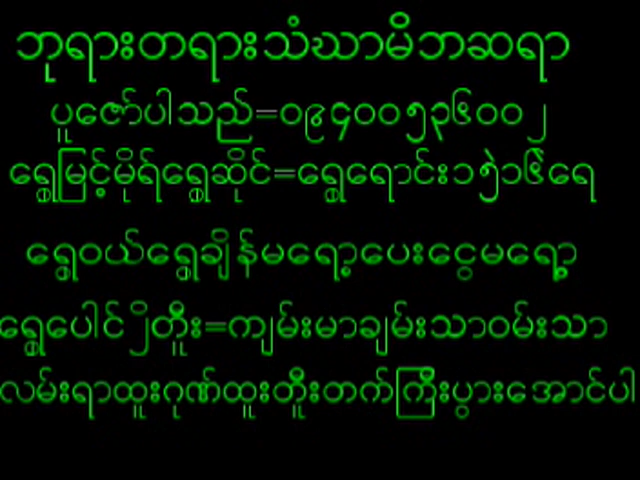 ဘုရားတရားသံဃာမိဘဆရာ
ပူဇော်ပါသည်=၀၉၄၀၀၅၃၆၀၀၂
ရွှေမြင့်မိုရ်ရွှေဆိုင်=ရွှေရောင်း၁၅ဲ၁၆ဲရေ
ရွှေဝယ်ရွှေချိန်မရော့ပေးငွေမရော့
ရွှေပေါင်၂ိတိုး=ကျမ်းမာချမ်းသာဝမ်းသာ
လမ်းရာထူးဂုဏ်ထူးတိုးတက်ကြီးပွားအောင်ပါ